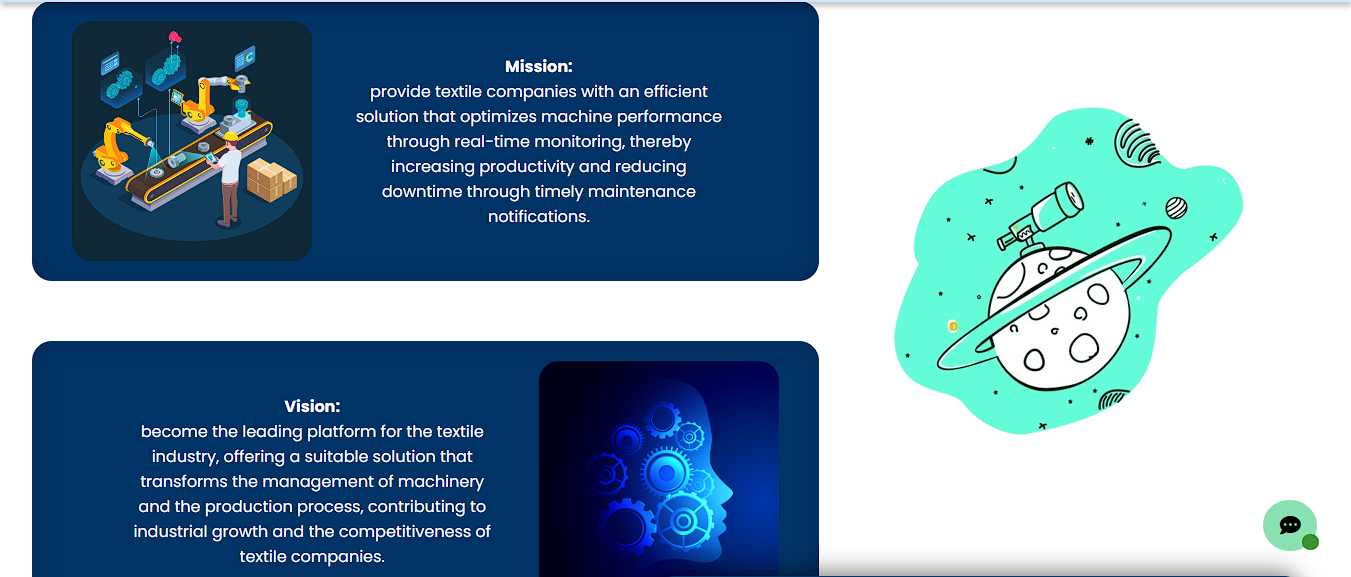 Mission:
provide textile companies with an efficient
solution that optimizes machine performance
through real-time monitoring, thereby
increasing productivity and reducing
downtime through timely maintenance
notifications.
Vision:
become the leading platform for the textile
industry, offering a suitable solution that
transforms the management of machinery
and the production process, contributing to
industrial growth and the competitiveness of
textile companies.